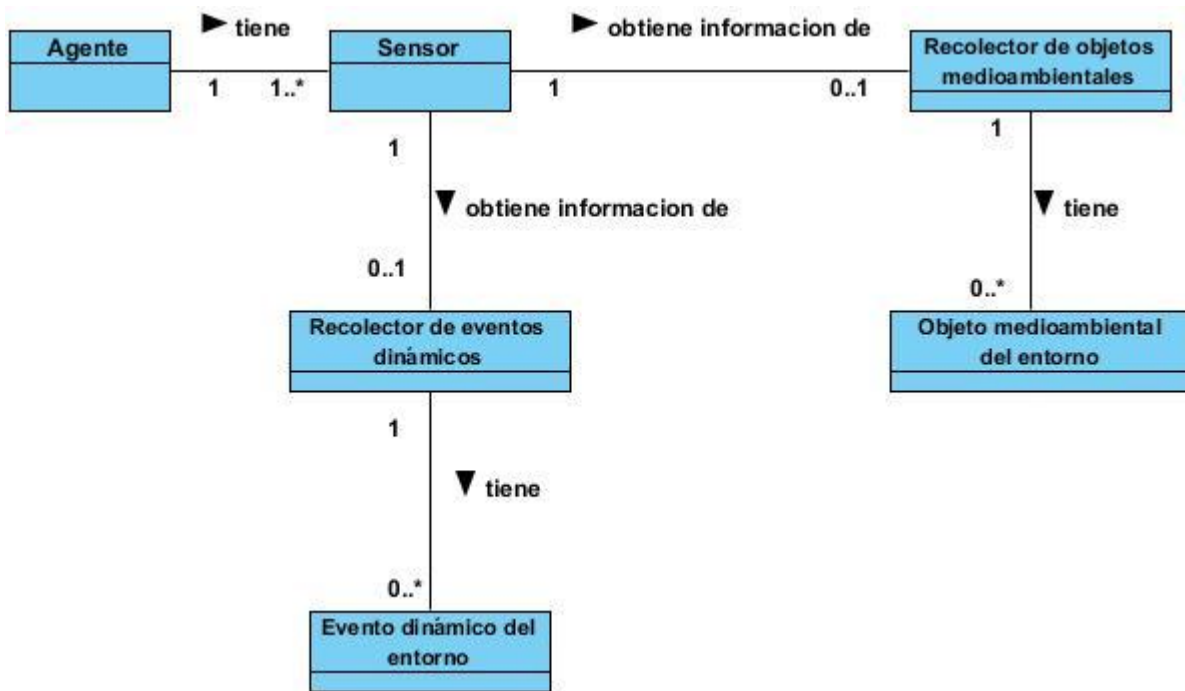 tiene
obtiene informacion de
Agente
Sensor
Recolector de objetos
medioambientales
1
1..*
1
0..1
1
1
obtiene informacion de
tiene
0..1
0..*
Recolector de eventos
dinámicos
Objeto medioambiental
del entorno
1
tiene
0..*
Evento dinámico del
entorno